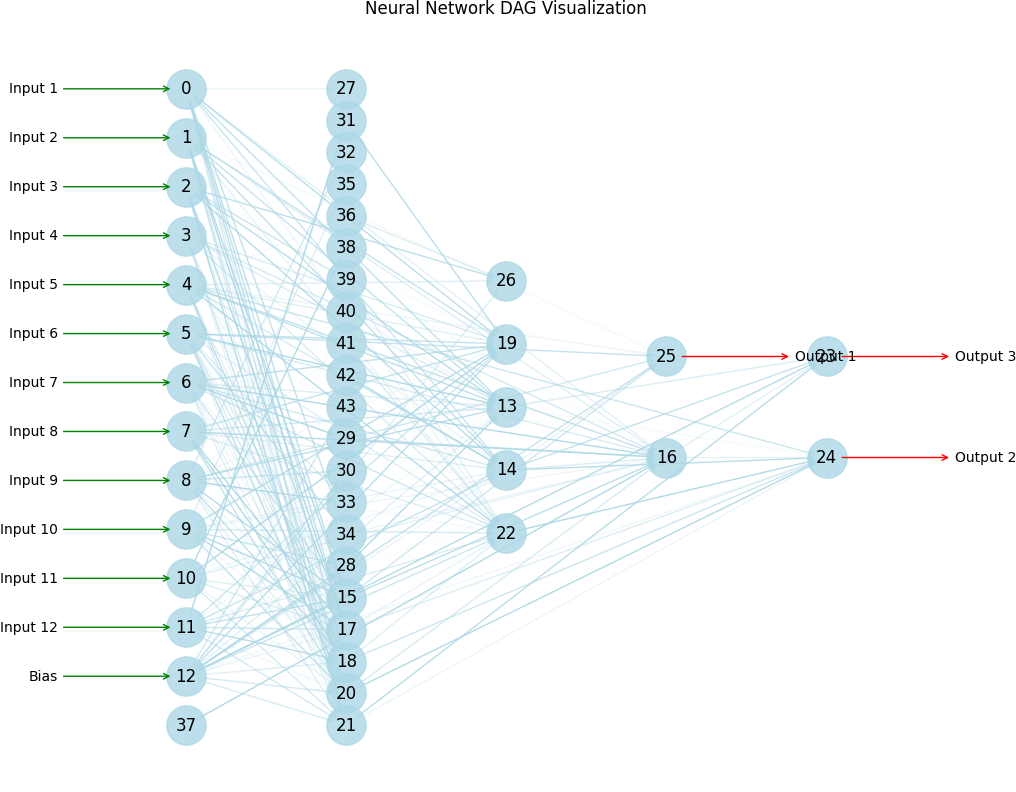 Neural Network DAG Visualization
Input 1
0
27
31
Input 2
1
32
Input 3
2
35
36
Input 4
3
38
39
26
Input 5
4
40
Input 6
5
41
19
25
Output 1
23
Output 3
42
Input 7
6
43
13
Input 8
7
29
16
24
Output 2
30
14
Input 9
8
33
Input 10
9
34
22
28
Input 11
10
15
Input 12
11
17
18
Bias
12
20
37
21